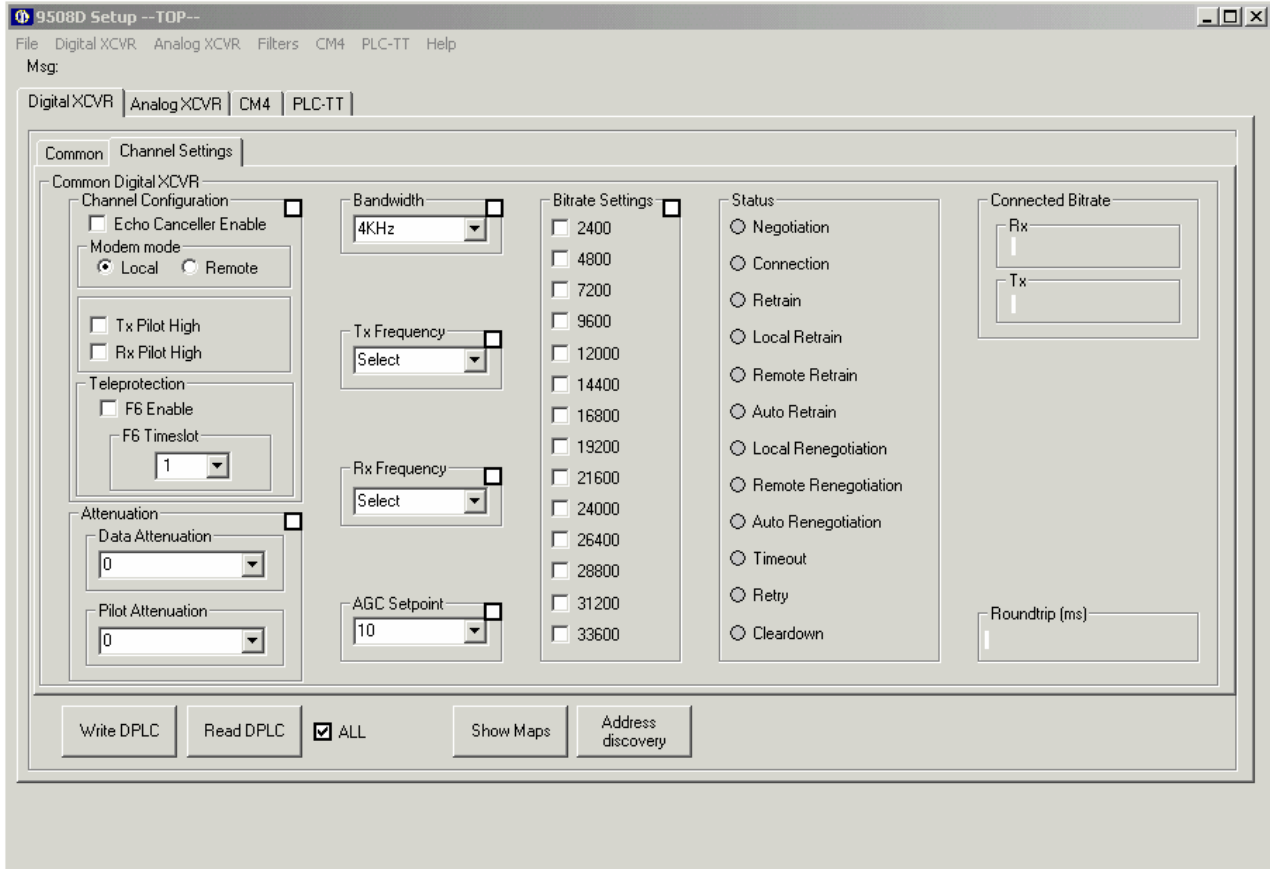 9508D Setup --TOP--
File Digital XCVR Analog XCVR Filters CM4 PLC-TT Help
Msg:
Digital XCVR Analog XCVR CM4 PLC-TT
Common Channel Settings
Common Digital XCVR
Channel Configuration
Echo Canceller Enable
Modem mode
Local Remote
Tx Pilot High
Rx Pilot High
Teleprotection
F6 Enable
F6 Timeslot
1
Attenuation
Data Attenuation
0
Pilot Attenuation
0
Bandwidth
4KHz
Tx Frequency
Select
Rx Frequency
Select
AGC Setpoint
10
Bitrate Settings
2400
4800
7200
9600
12000
14400
16800
19200
21600
24000
26400
28800
31200
33600
Status
Negotiation
Connection
Retrain
Local Retrain
Remote Retrain
Auto Retrain
Local Renegotiation
Remote Renegotiation
Auto Renegotiation
Timeout
Retry
Cleardown
Connected Bitrate
Rx
Tx
Roundtrip (ms)
Write DPLC Read DPLC ALL Show Maps Address
discovery